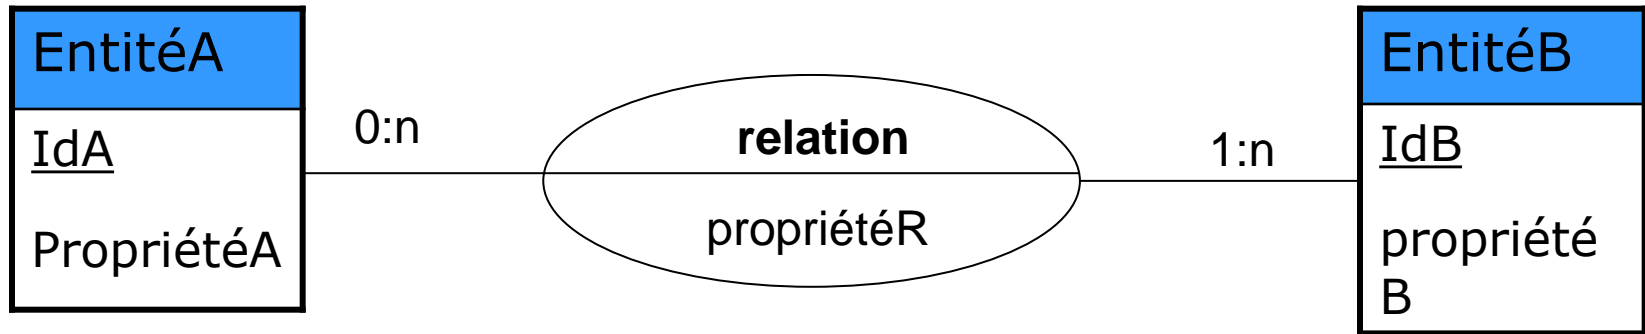 EntitéA
IdA
PropriétéA
0:n
relation
propriétéR
1:n
EntitéB
IdB
propriété
B